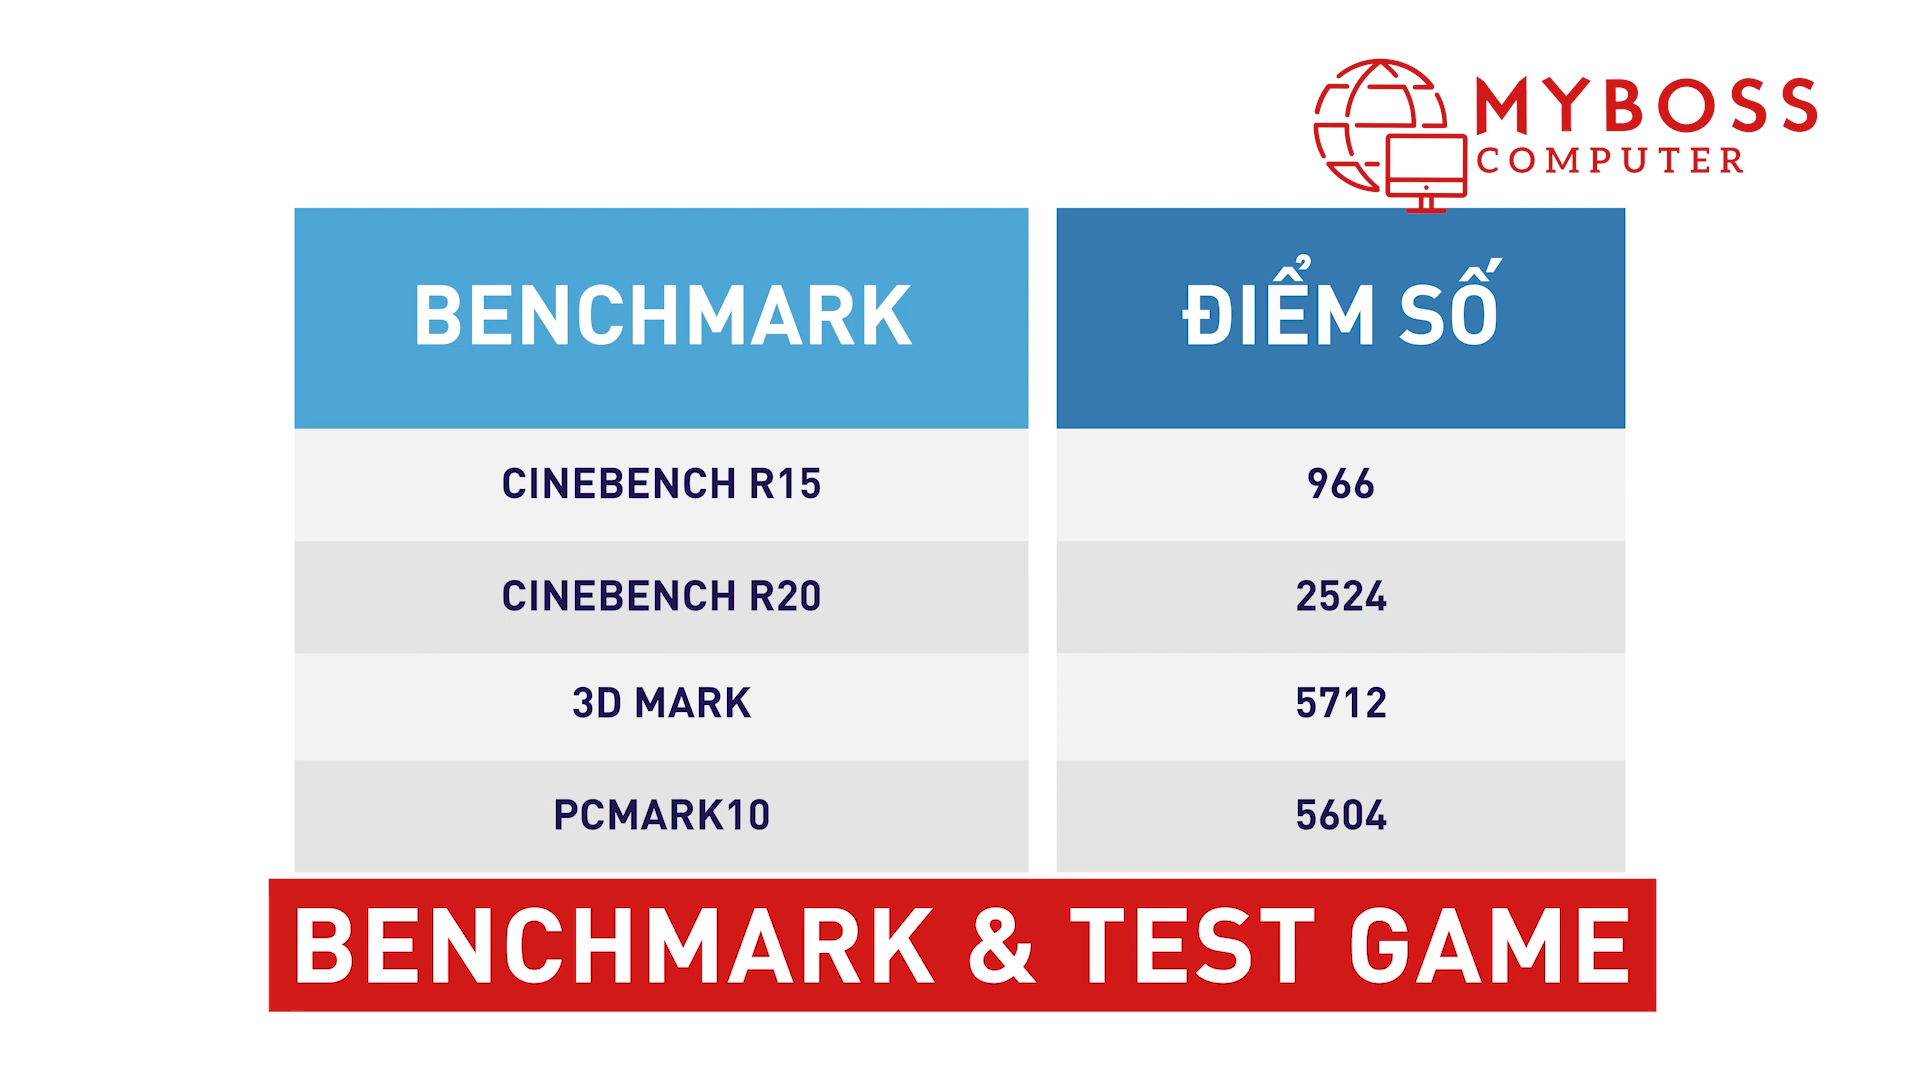 MYBOSS
COMPUTER
BENCHMARK ĐIỂM SỐ
CINEBENCH R15 966
CINEBENCH R20 2524
3D MARK 5712
PCMARK10 5604
BENCHMARK & TEST GAME